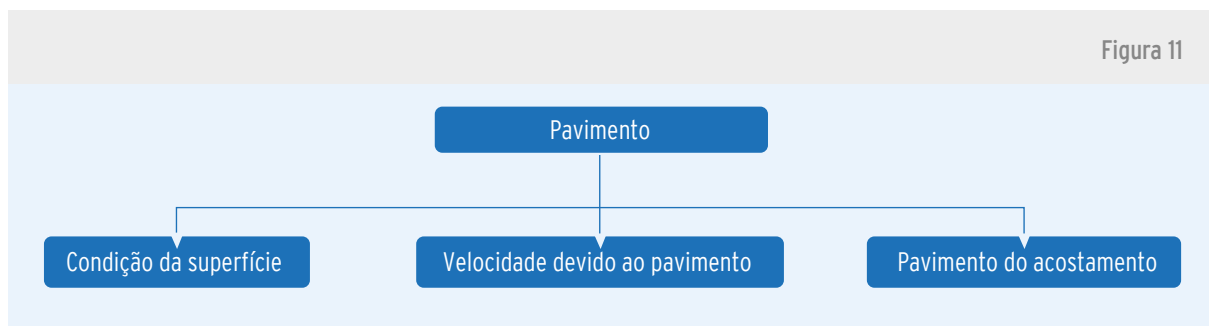 Figura 11
Pavimento
Condição da superfície
Velocidade devido ao pavimento
Pavimento do acostamento